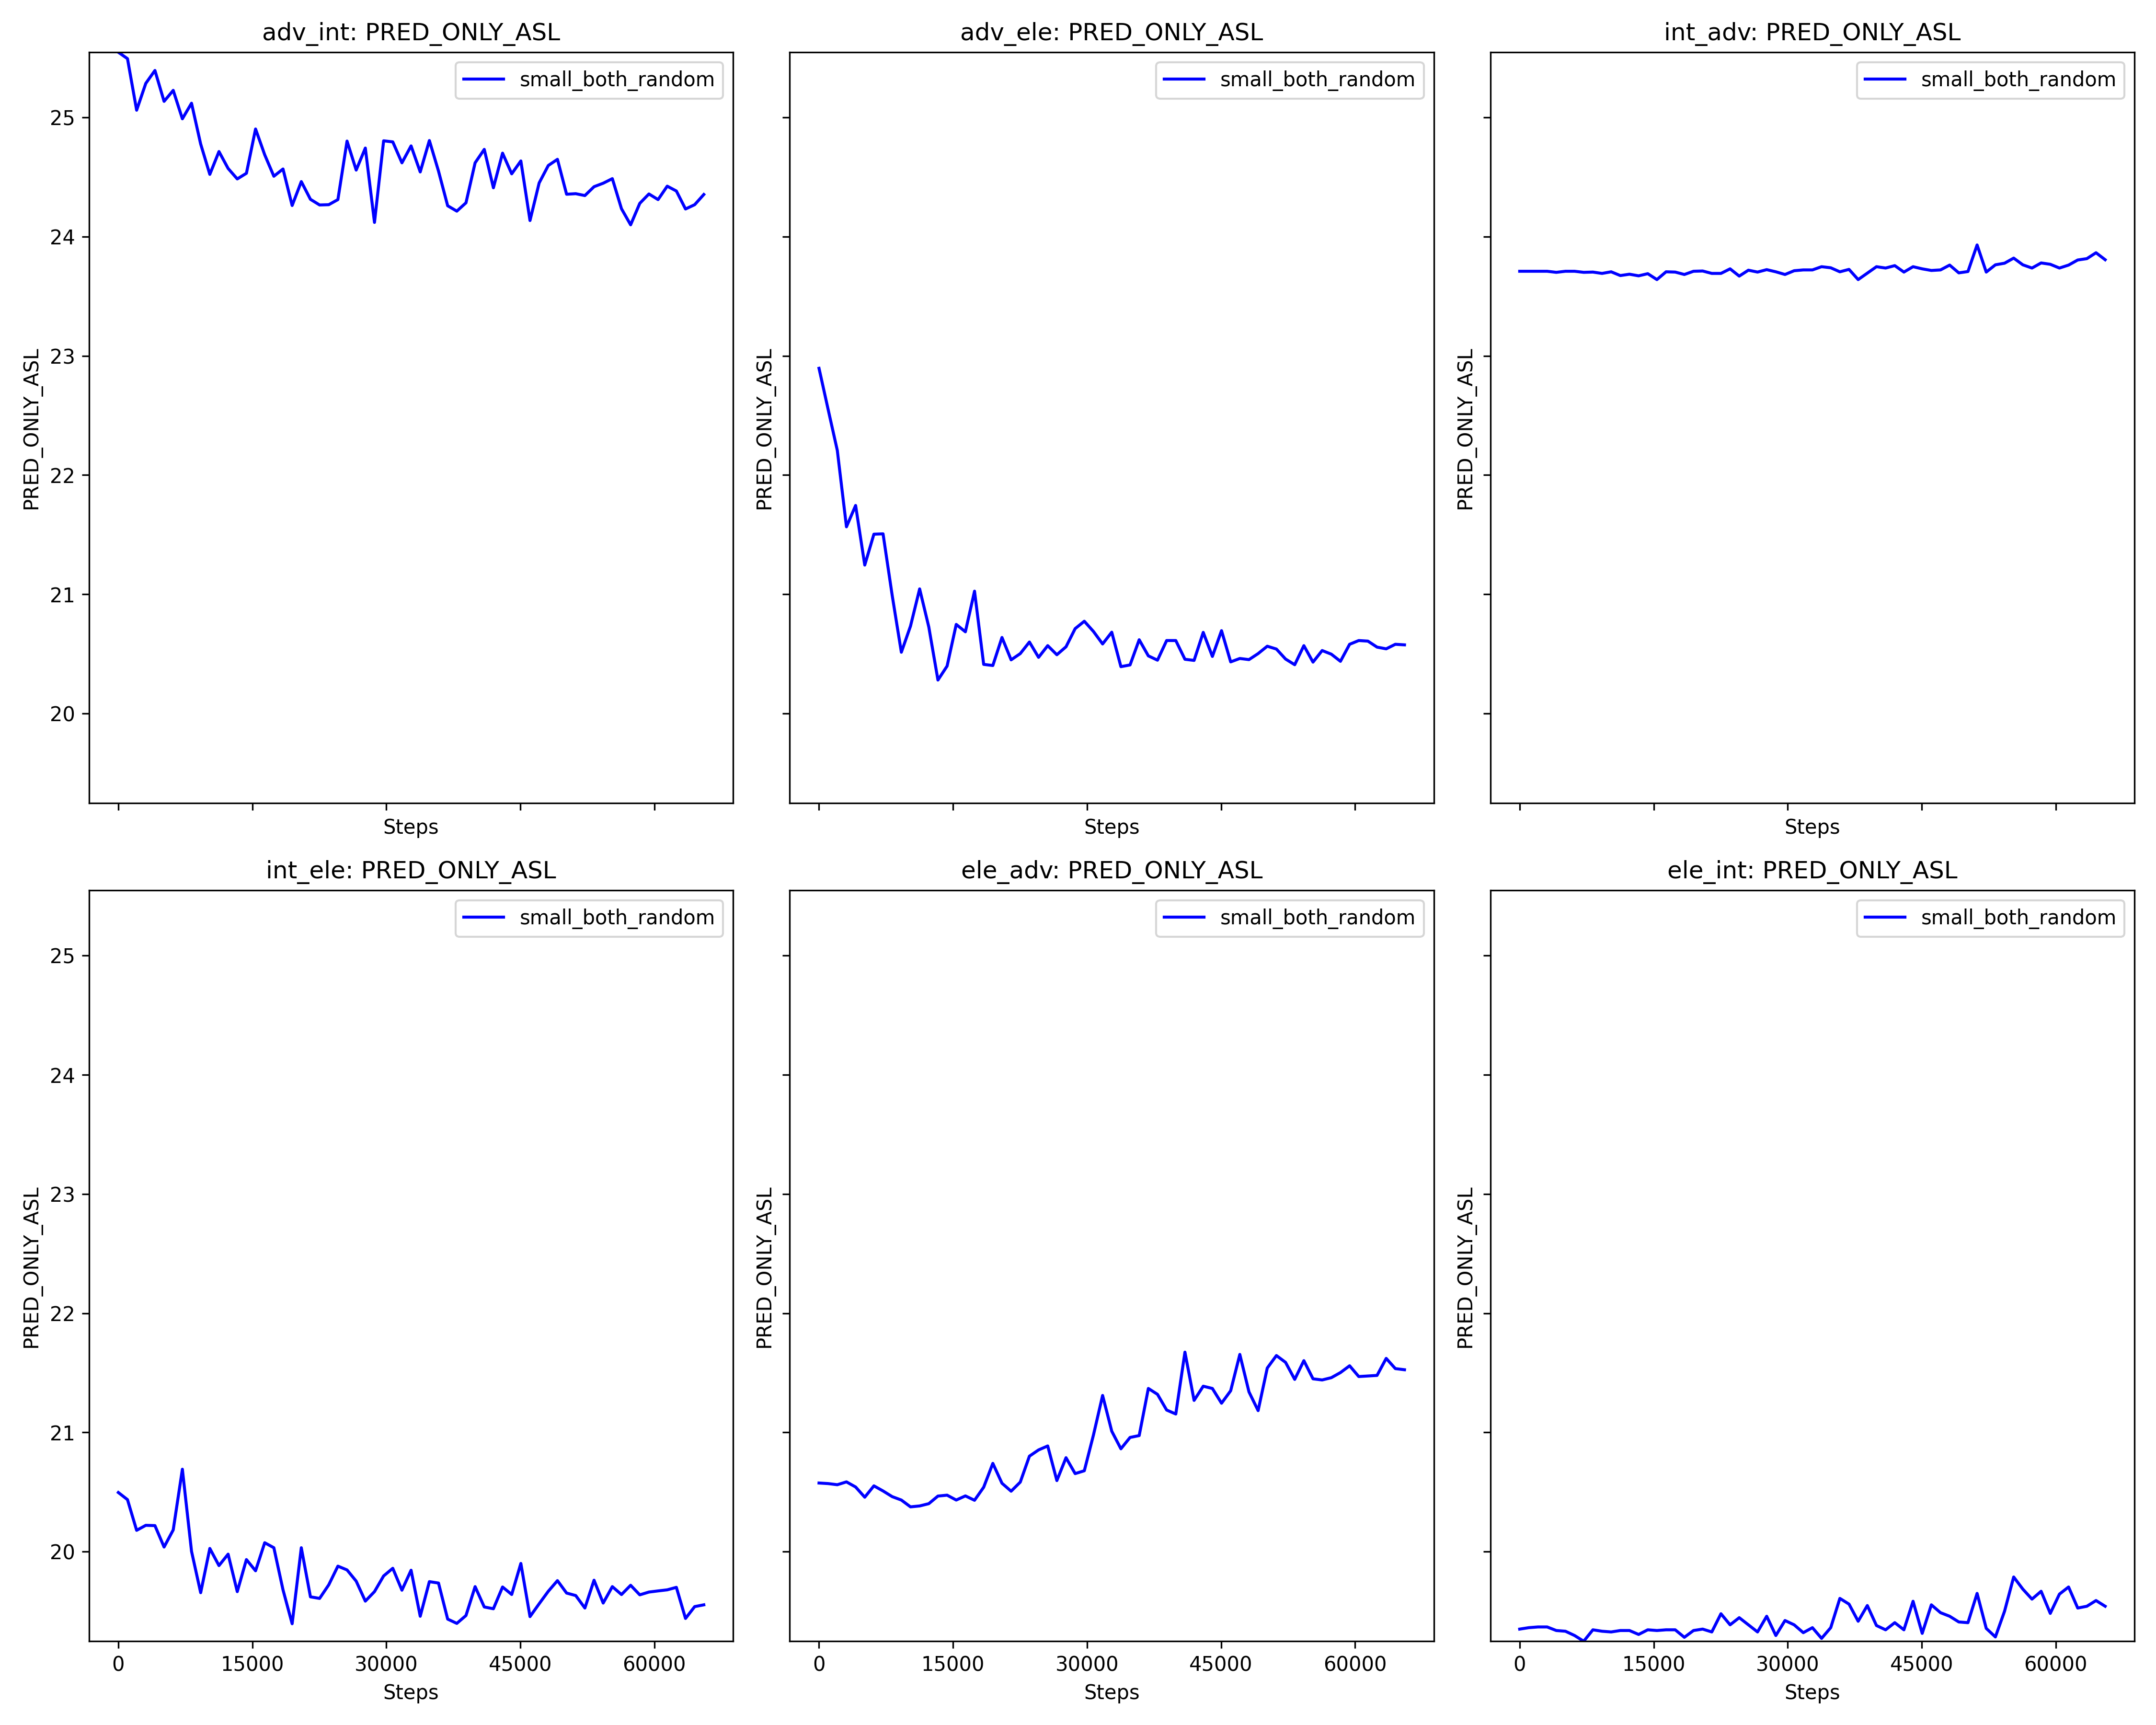 adv_int: PRED_ONLY_ASL
adv_ele: PRED_ONLY_ASL
int_adv: PRED_ONLY_ASL
small_both_random
small_both_random
small_both_random
25
24
23
22
21
20
PRED_ONLY_ASL
PRED_ONLY_ASL
PRED_ONLY_ASL
Steps
Steps
Steps
int_ele: PRED_ONLY_ASL
ele_adv: PRED_ONLY_ASL
ele_int: PRED_ONLY_ASL
small_both_random
small_both_random
small_both_random
25
24
23
22
21
20
PRED_ONLY_ASL
PRED_ONLY_ASL
PRED_ONLY_ASL
0 15000 30000 45000 60000
0 15000 30000 45000 60000
0 15000 30000 45000 60000
Steps
Steps
Steps